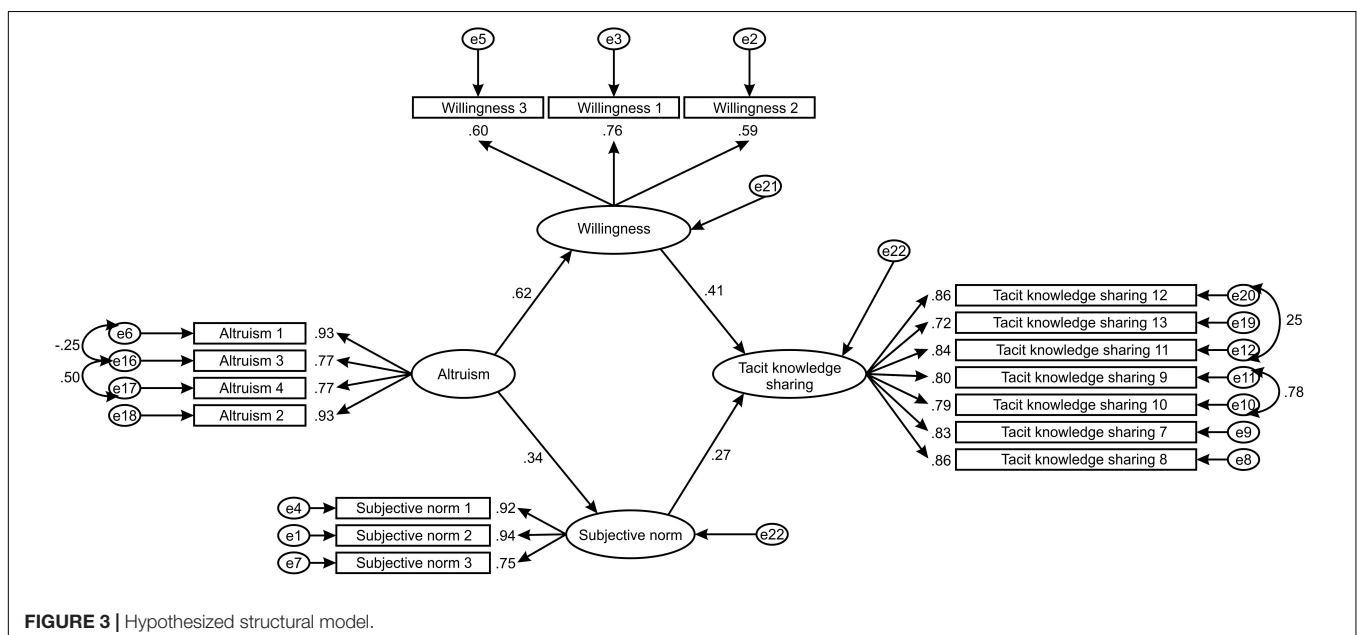 e5 e3 e2
Willingness 3 Willingness 1 Willingness 2
.60 .76 .59
e21
Willingness
e22
.62 .41
e6 Altruism 1 .93
-.25
e16 Altruism 3 .77
.50
e17 Altruism 4 .77
e18 Altruism 2 .93
Altruism
Tacit knowledge
sharing
.86 Tacit knowledge sharing 12 e20
25
.72 Tacit knowledge sharing 13 e19
.84 Tacit knowledge sharing 11 e12
.80 Tacit knowledge sharing 9 e11
.78
.79 Tacit knowledge sharing 10 e10
.83 Tacit knowledge sharing 7 e9
.86 Tacit knowledge sharing 8 e8
.34 .27
e4 Subjective norm 1 .92
e1 Subjective norm 2 .94
e7 Subjective norm 3 .75
Subjective norm
e22
FIGURE 3 | Hypothesized structural model.